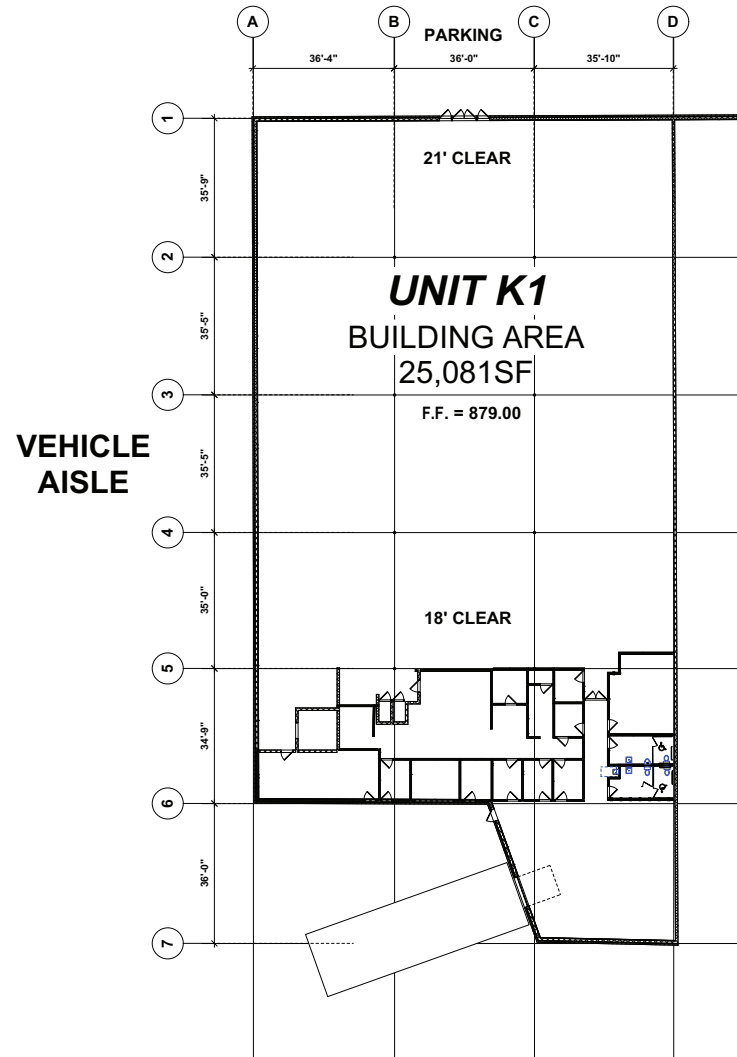 A
B
C
D
PARKING
36'-4"
36'-0"
35'-10"
1
21' CLEAR
35'-9"
2
UNIT K1
BUILDING AREA
25,081SF
35'-5"
3
F.F. = 879.00
VEHICLE
AISLE
35'-5"
4
35'-0"
18' CLEAR
5
34'-9"
6
36'-0"
7